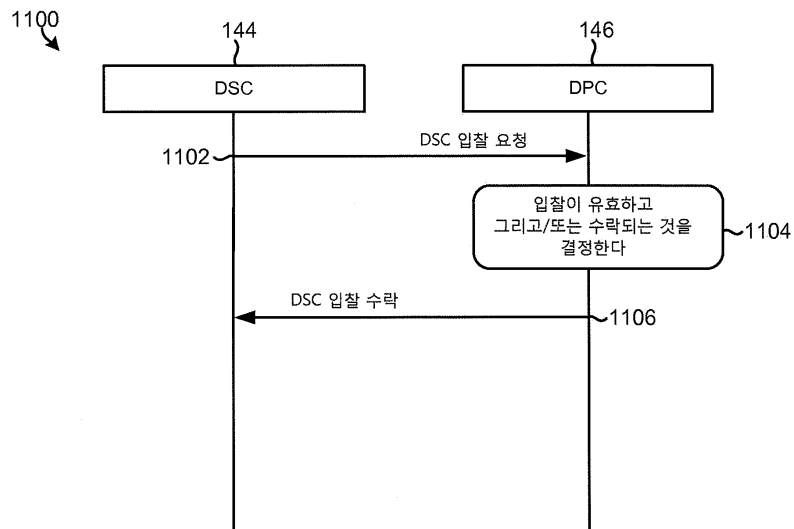 1100
144
146
DSC
DPC
DSC 입찰 요청
1102
입찰이 유효하고
그리고/또는 수락되는 것을
결정한다
1104
DSC 입찰 수락
1106